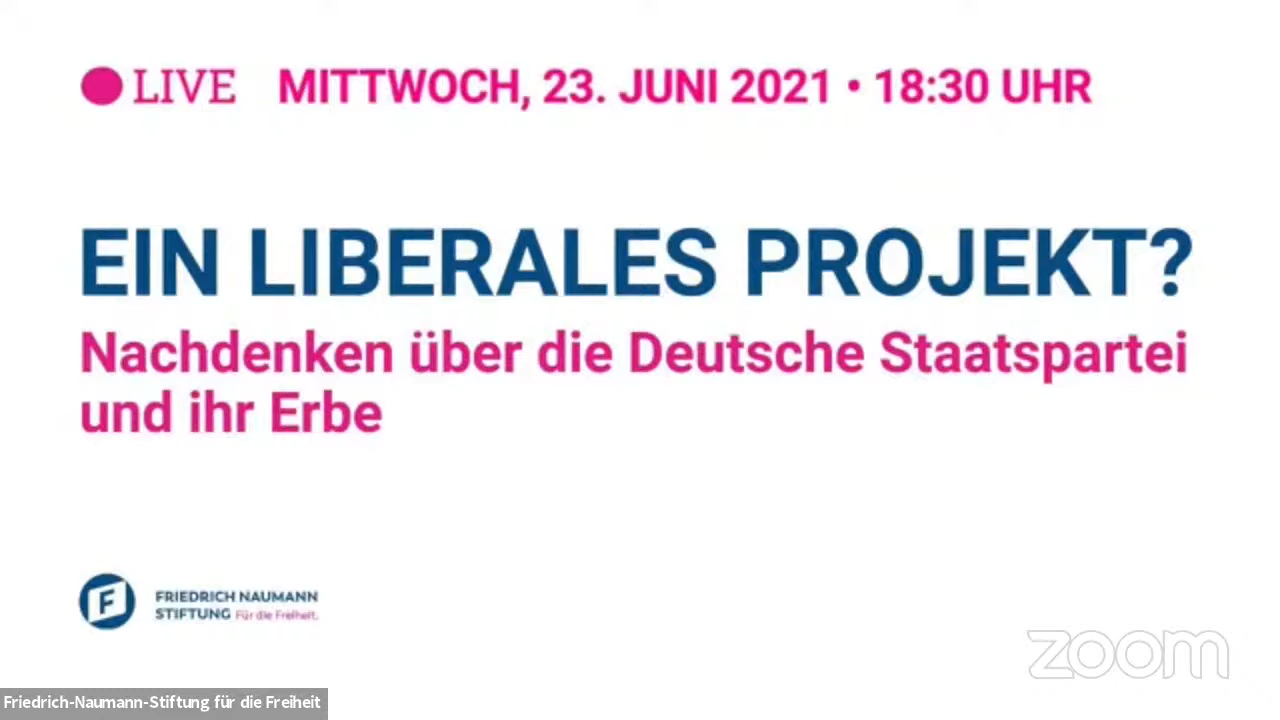 LIVE MITTWOCH, 23. JUNI 2021 • 18:30 UHR
EIN LIBERALES PROJEKT?
Nachdenken über die Deutsche Staatspartei
und ihr Erbe
F
FRIEDRICH NAUMANN
STIFTUNG Für die Freiheit.
zoom
Friedrich-Naumann-Stiftung für die Freiheit